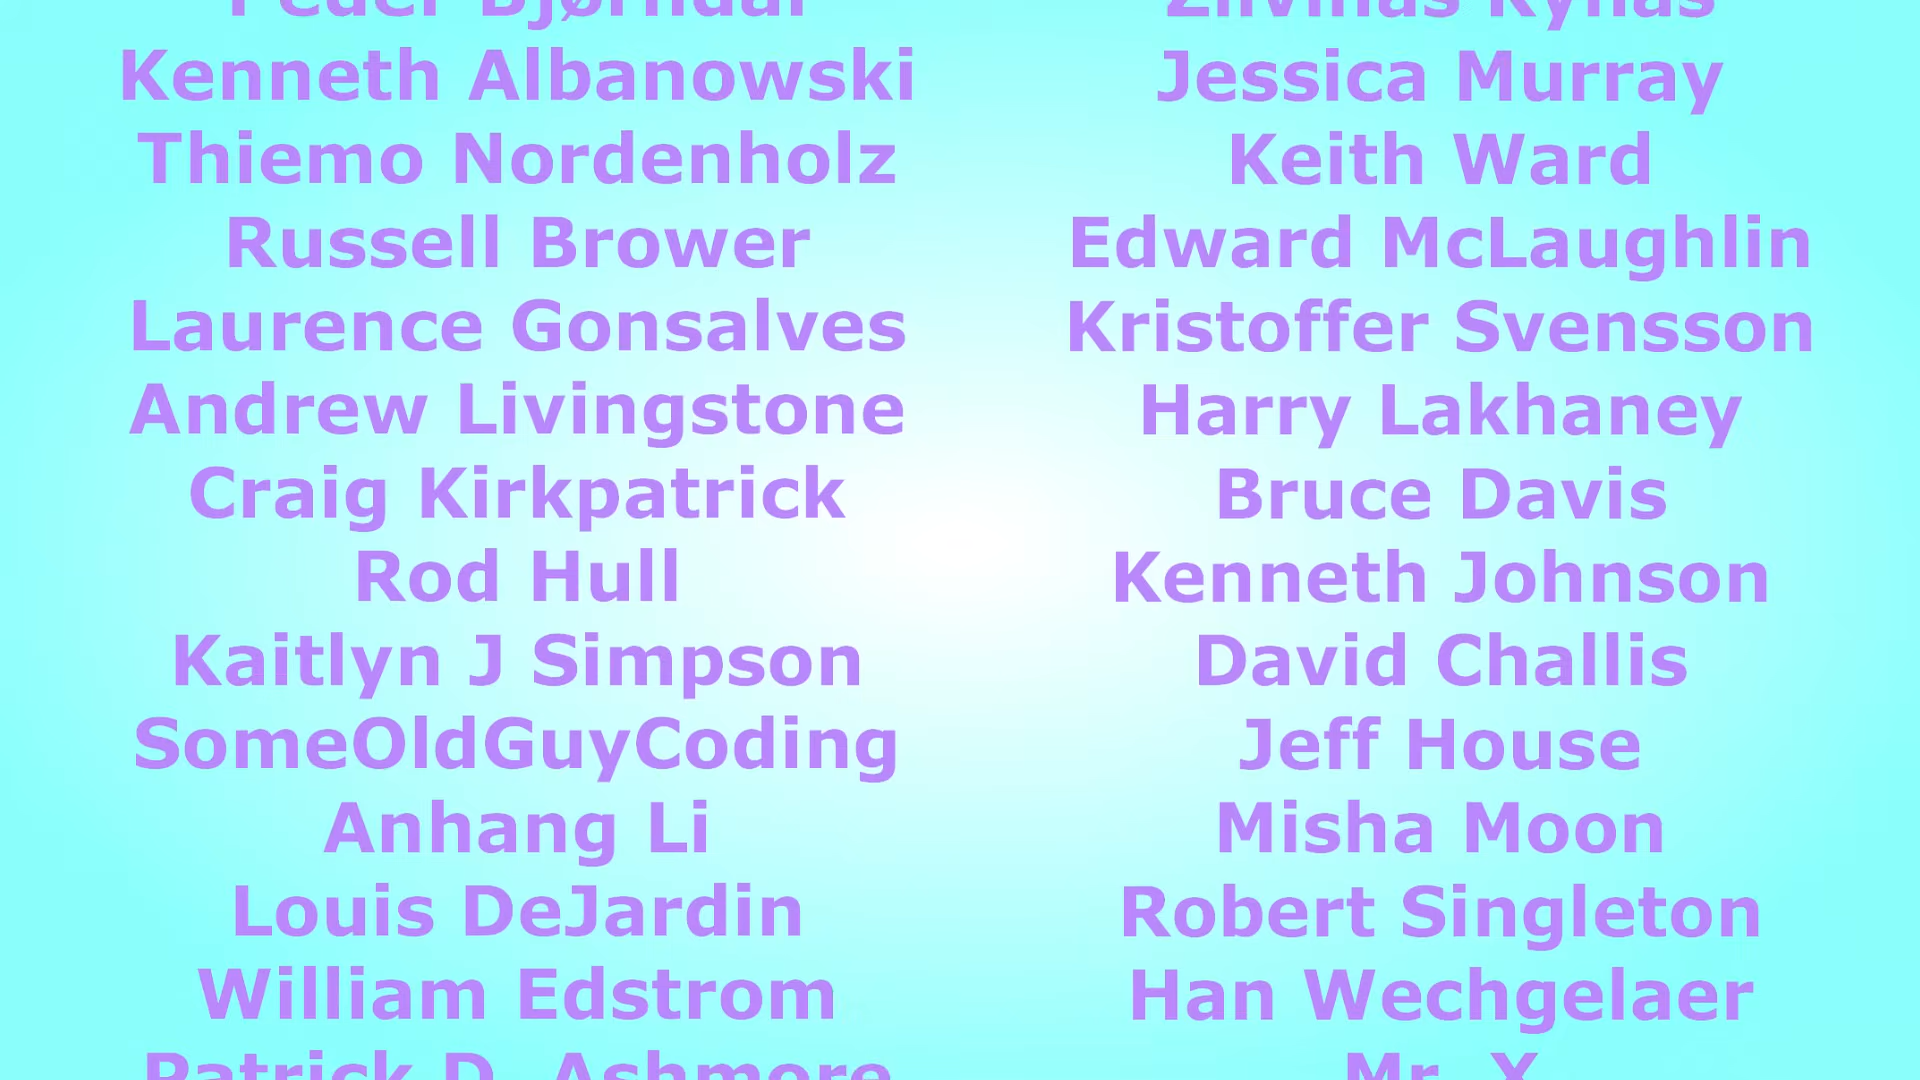 Peder Bjørndal
Kenneth Albanowski
Thiemo Nordenholz
Russell Brower
Laurence Gonsalves
Andrew Livingstone
Craig Kirkpatrick
Rod Hull
Kaitlyn J Simpson
SomeOldGuyCoding
Anhang Li
Louis DeJardin
William Edstrom
Patrick D. Ashmore
Jessica Murray
Keith Ward
Edward McLaughlin
Kristoffer Svensson
Harry Lakhaney
Bruce Davis
Kenneth Johnson
David Challis
Jeff House
Misha Moon
Robert Singleton
Han Wechgelaer
Mr. X